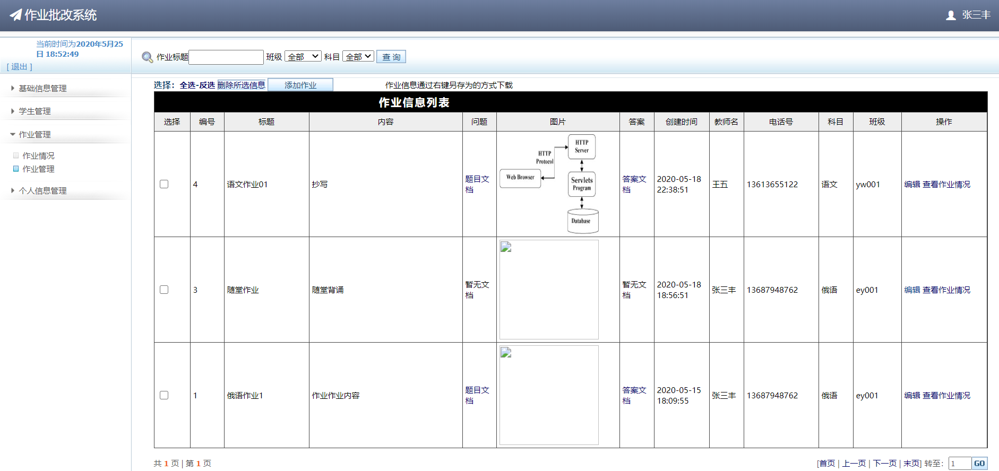 作业批改系统
张三丰
当前时间为2020年5月25
日 18:52:49
[ 退出 ]
基础信息管理
学生管理
作业管理
作业情况
作业管理
个人信息管理
作业标题 班级 全部 科目 全部 查 询
选择: 全选-反选 删除所选信息 添加作业 作业信息通过右键另存为的方式下载
作业信息列表
选择 编号 标题 内容 问题 图片 答案 创建时间 教师名 电话号 科目 班级 操作
4 语文作业01 抄写 题目文档 答案文档 2020-05-18 22:38:51 王五 13613655122 语文 yw001 编辑 查看作业情况
HTTP
Server
HTTP
Protocol
Web Browser
Servlets
Program
Database
3 随堂作业 随堂背诵 暂无文档 暂无文档 2020-05-18 18:56:51 张三丰 13687948762 俄语 ey001 编辑 查看作业情况
1 俄语作业1 作业作业内容 题目文档 答案文档 2020-05-15 18:09:55 张三丰 13687948762 俄语 ey001 编辑 查看作业情况
共 1 页 | 第 1 页
[首页 | 上一页 | 下一页 | 末页] 转至: 1 GO